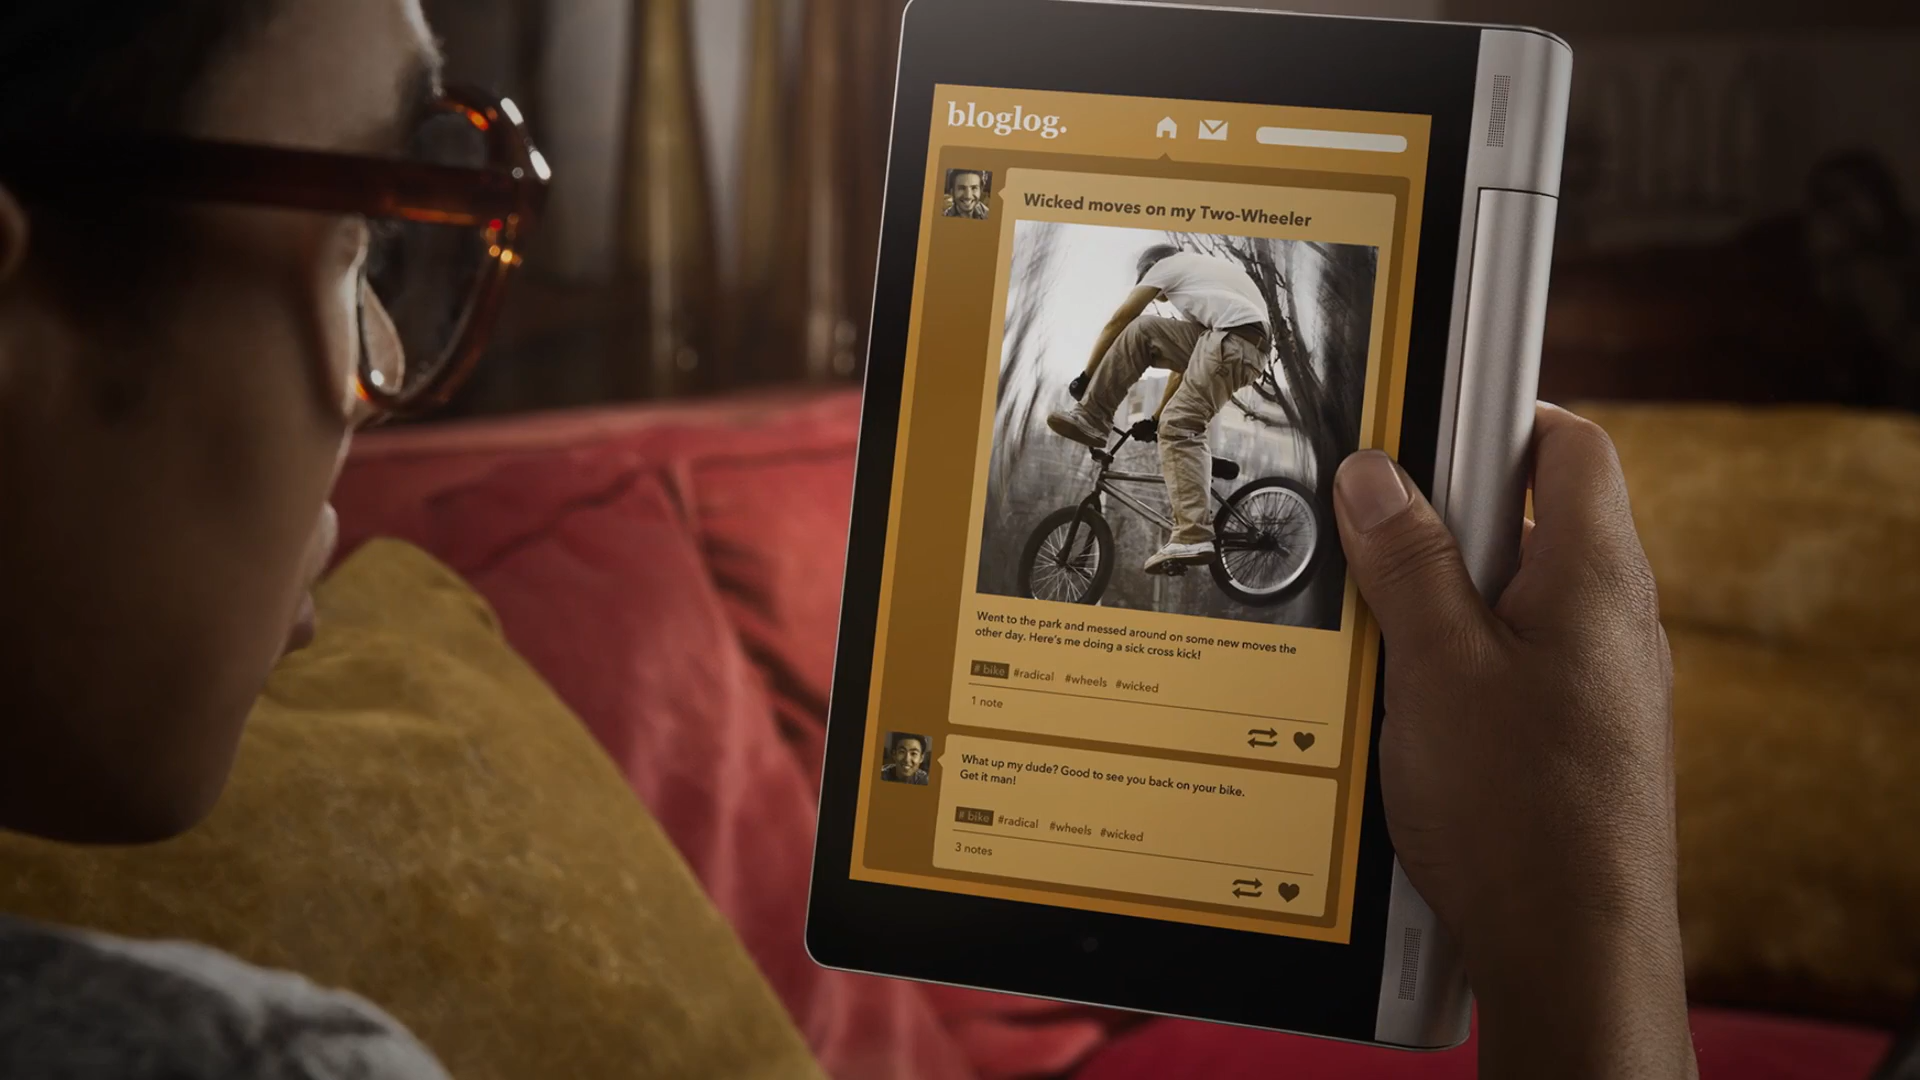 bloglog.
Wicked moves on my Two-Wheeler
Went to the park and messed around on some new moves the
other day. Here's me doing a sick cross kick!
# bike #radical #wheels #wicked
1 note
What up my dude? Good to see you back on your bike.
Get it man!
# bike #radical #wheels #wicked
3 notes